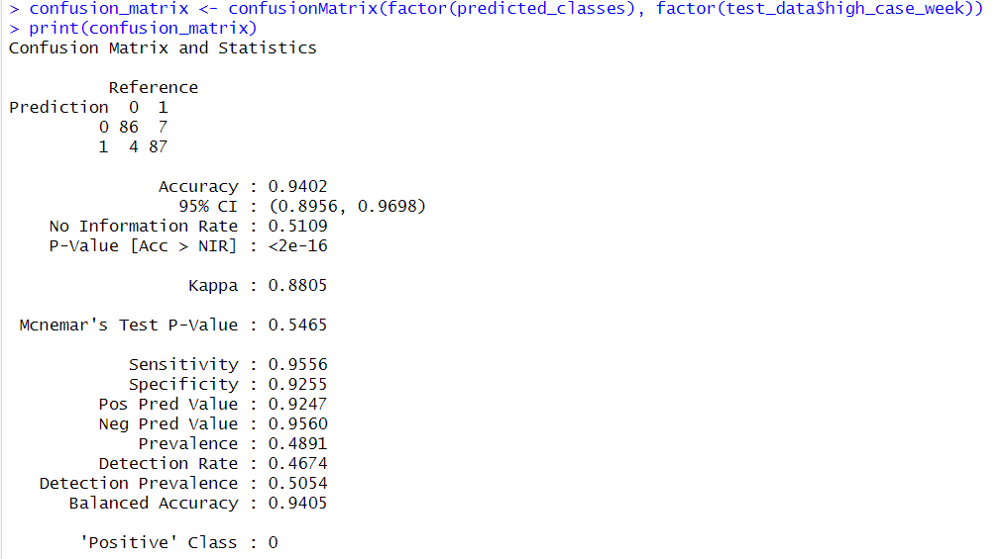 > confusion_matrix <- confusionMatrix(factor(predicted_classes), factor(test_data$high_case_week))
> print(confusion_matrix)
Confusion Matrix and Statistics
Reference
Prediction 0 1
0 86 7
1 4 87
Accuracy : 0.9402
95% CI : (0.8956, 0.9698)
No Information Rate : 0.5109
P-Value [Acc > NIR] : <2e-16
Kappa : 0.8805
Mcnemar's Test P-Value : 0.5465
Sensitivity : 0.9556
Specificity : 0.9255
Pos Pred Value : 0.9247
Neg Pred Value : 0.9560
Prevalence : 0.4891
Detection Rate : 0.4674
Detection Prevalence : 0.5054
Balanced Accuracy : 0.9405
'Positive' Class : 0